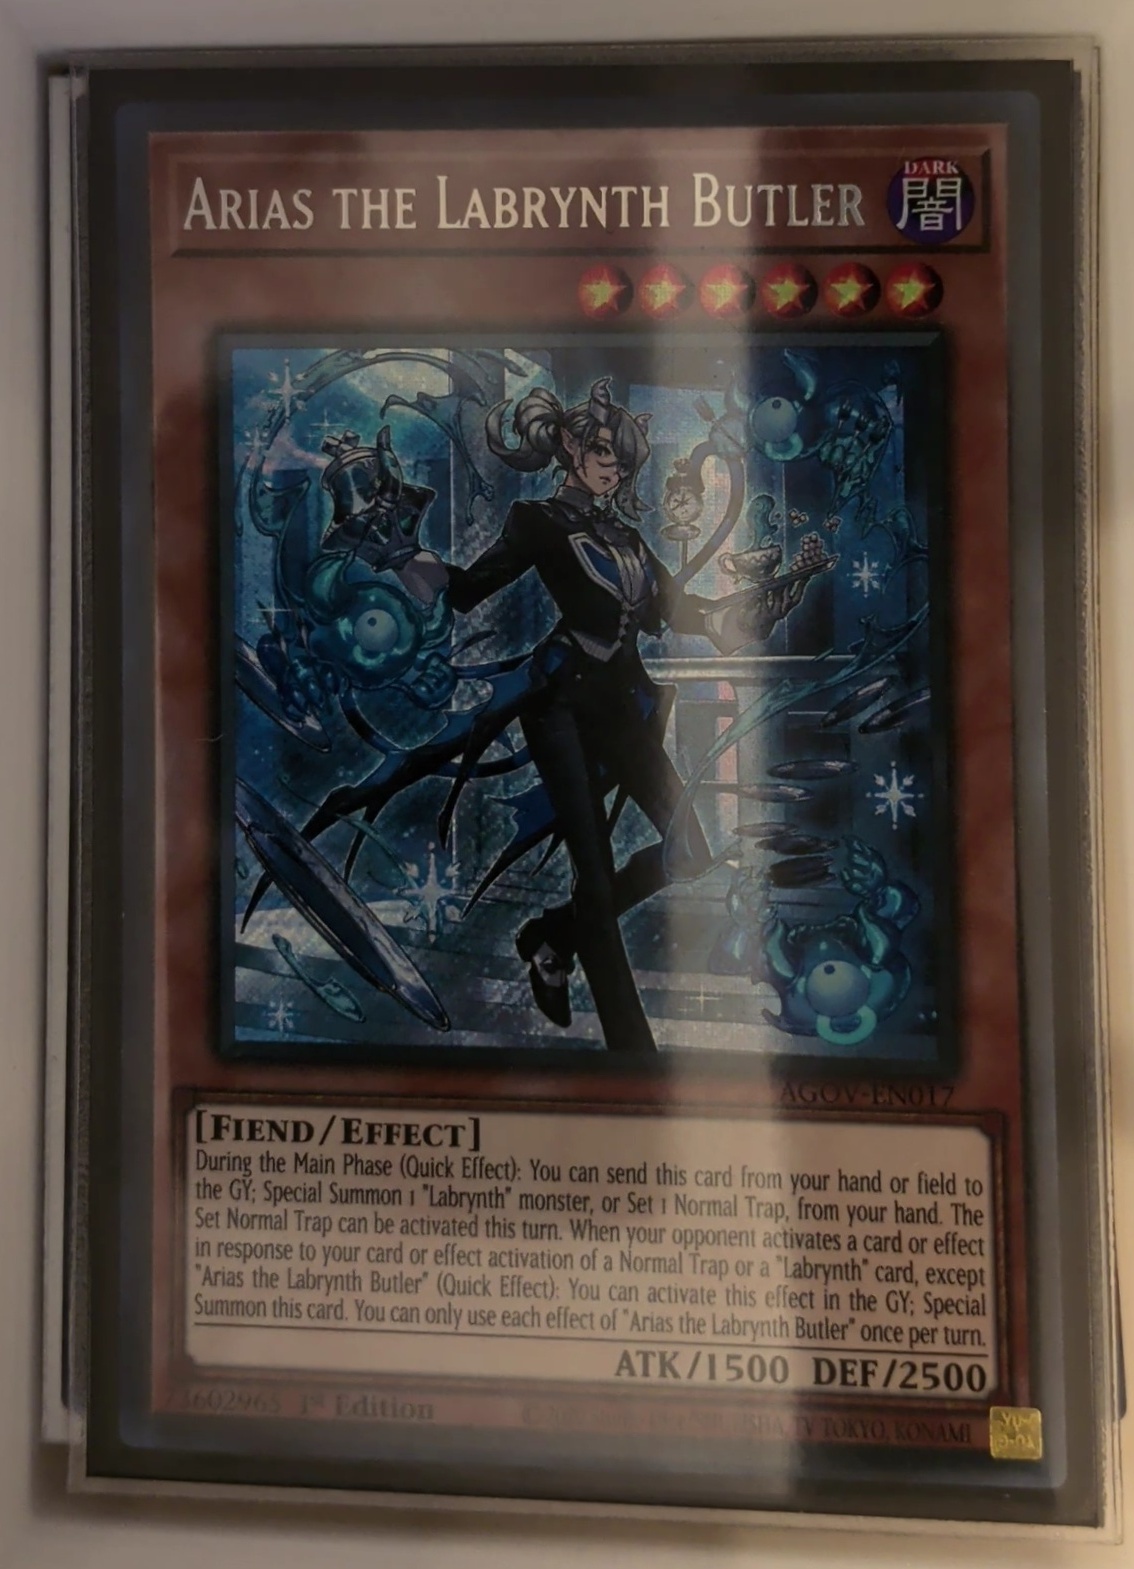 ARIAS THE LABRYNTH BUTLER
DARK
闇
AGOV-EN017
[FIEND/EFFECT]
During the Main Phase (Quick Effect): You can send this card from your hand or field to
the GY; Special Summon 1 "Labrynth" monster, or Set 1 Normal Trap, from your hand. The
Set Normal Trap can be activated this turn. When your opponent activates a card or effect
in response to your card or effect activation of a Normal Trap or a "Labrynth" card, except
"Arias the Labrynth Butler" (Quick Effect): You can activate this effect in the GY; Special
Summon this card. You can only use each effect of "Arias the Labrynth Butler" once per turn.
ATK/1500 DEF/2500
73602965 1st Edition
TV TOKYO, KONAMI